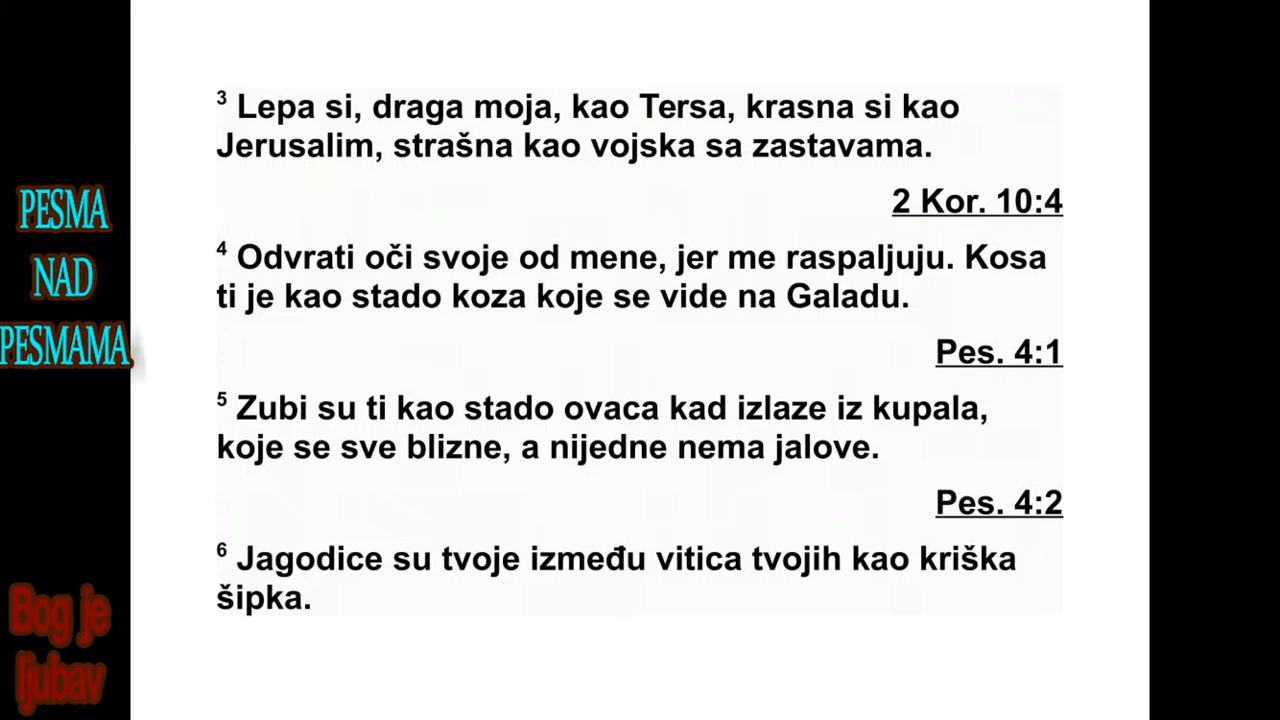 PESMA
NAD
PESMAMA
Bog je
ljubav
3 Lepa si, draga moja, kao Tersa, krasna si kao
Jerusalim, strašna kao vojska sa zastavama.
2 Kor. 10:4
4 Odvrati oči svoje od mene, jer me raspaljuju. Kosa
ti je kao stado koza koje se vide na Galadu.
Pes. 4:1
5 Zubi su ti kao stado ovaca kad izlaze iz kupala,
koje se sve blizne, a nijedne nema jalove.
Pes. 4:2
6 Jagodice su tvoje između vitica tvojih kao kriška
šipka.